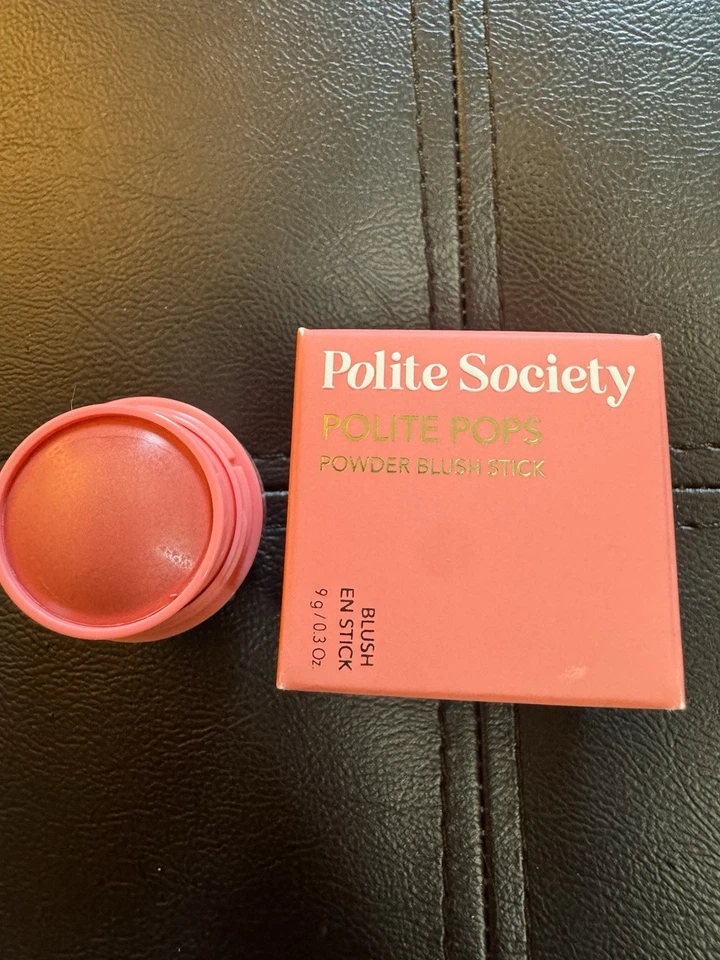 Polite Society
POLITE POPS
POWDER BLUSH STICK
BLUSH
EN STICK
9 g / 0.3 Oz.